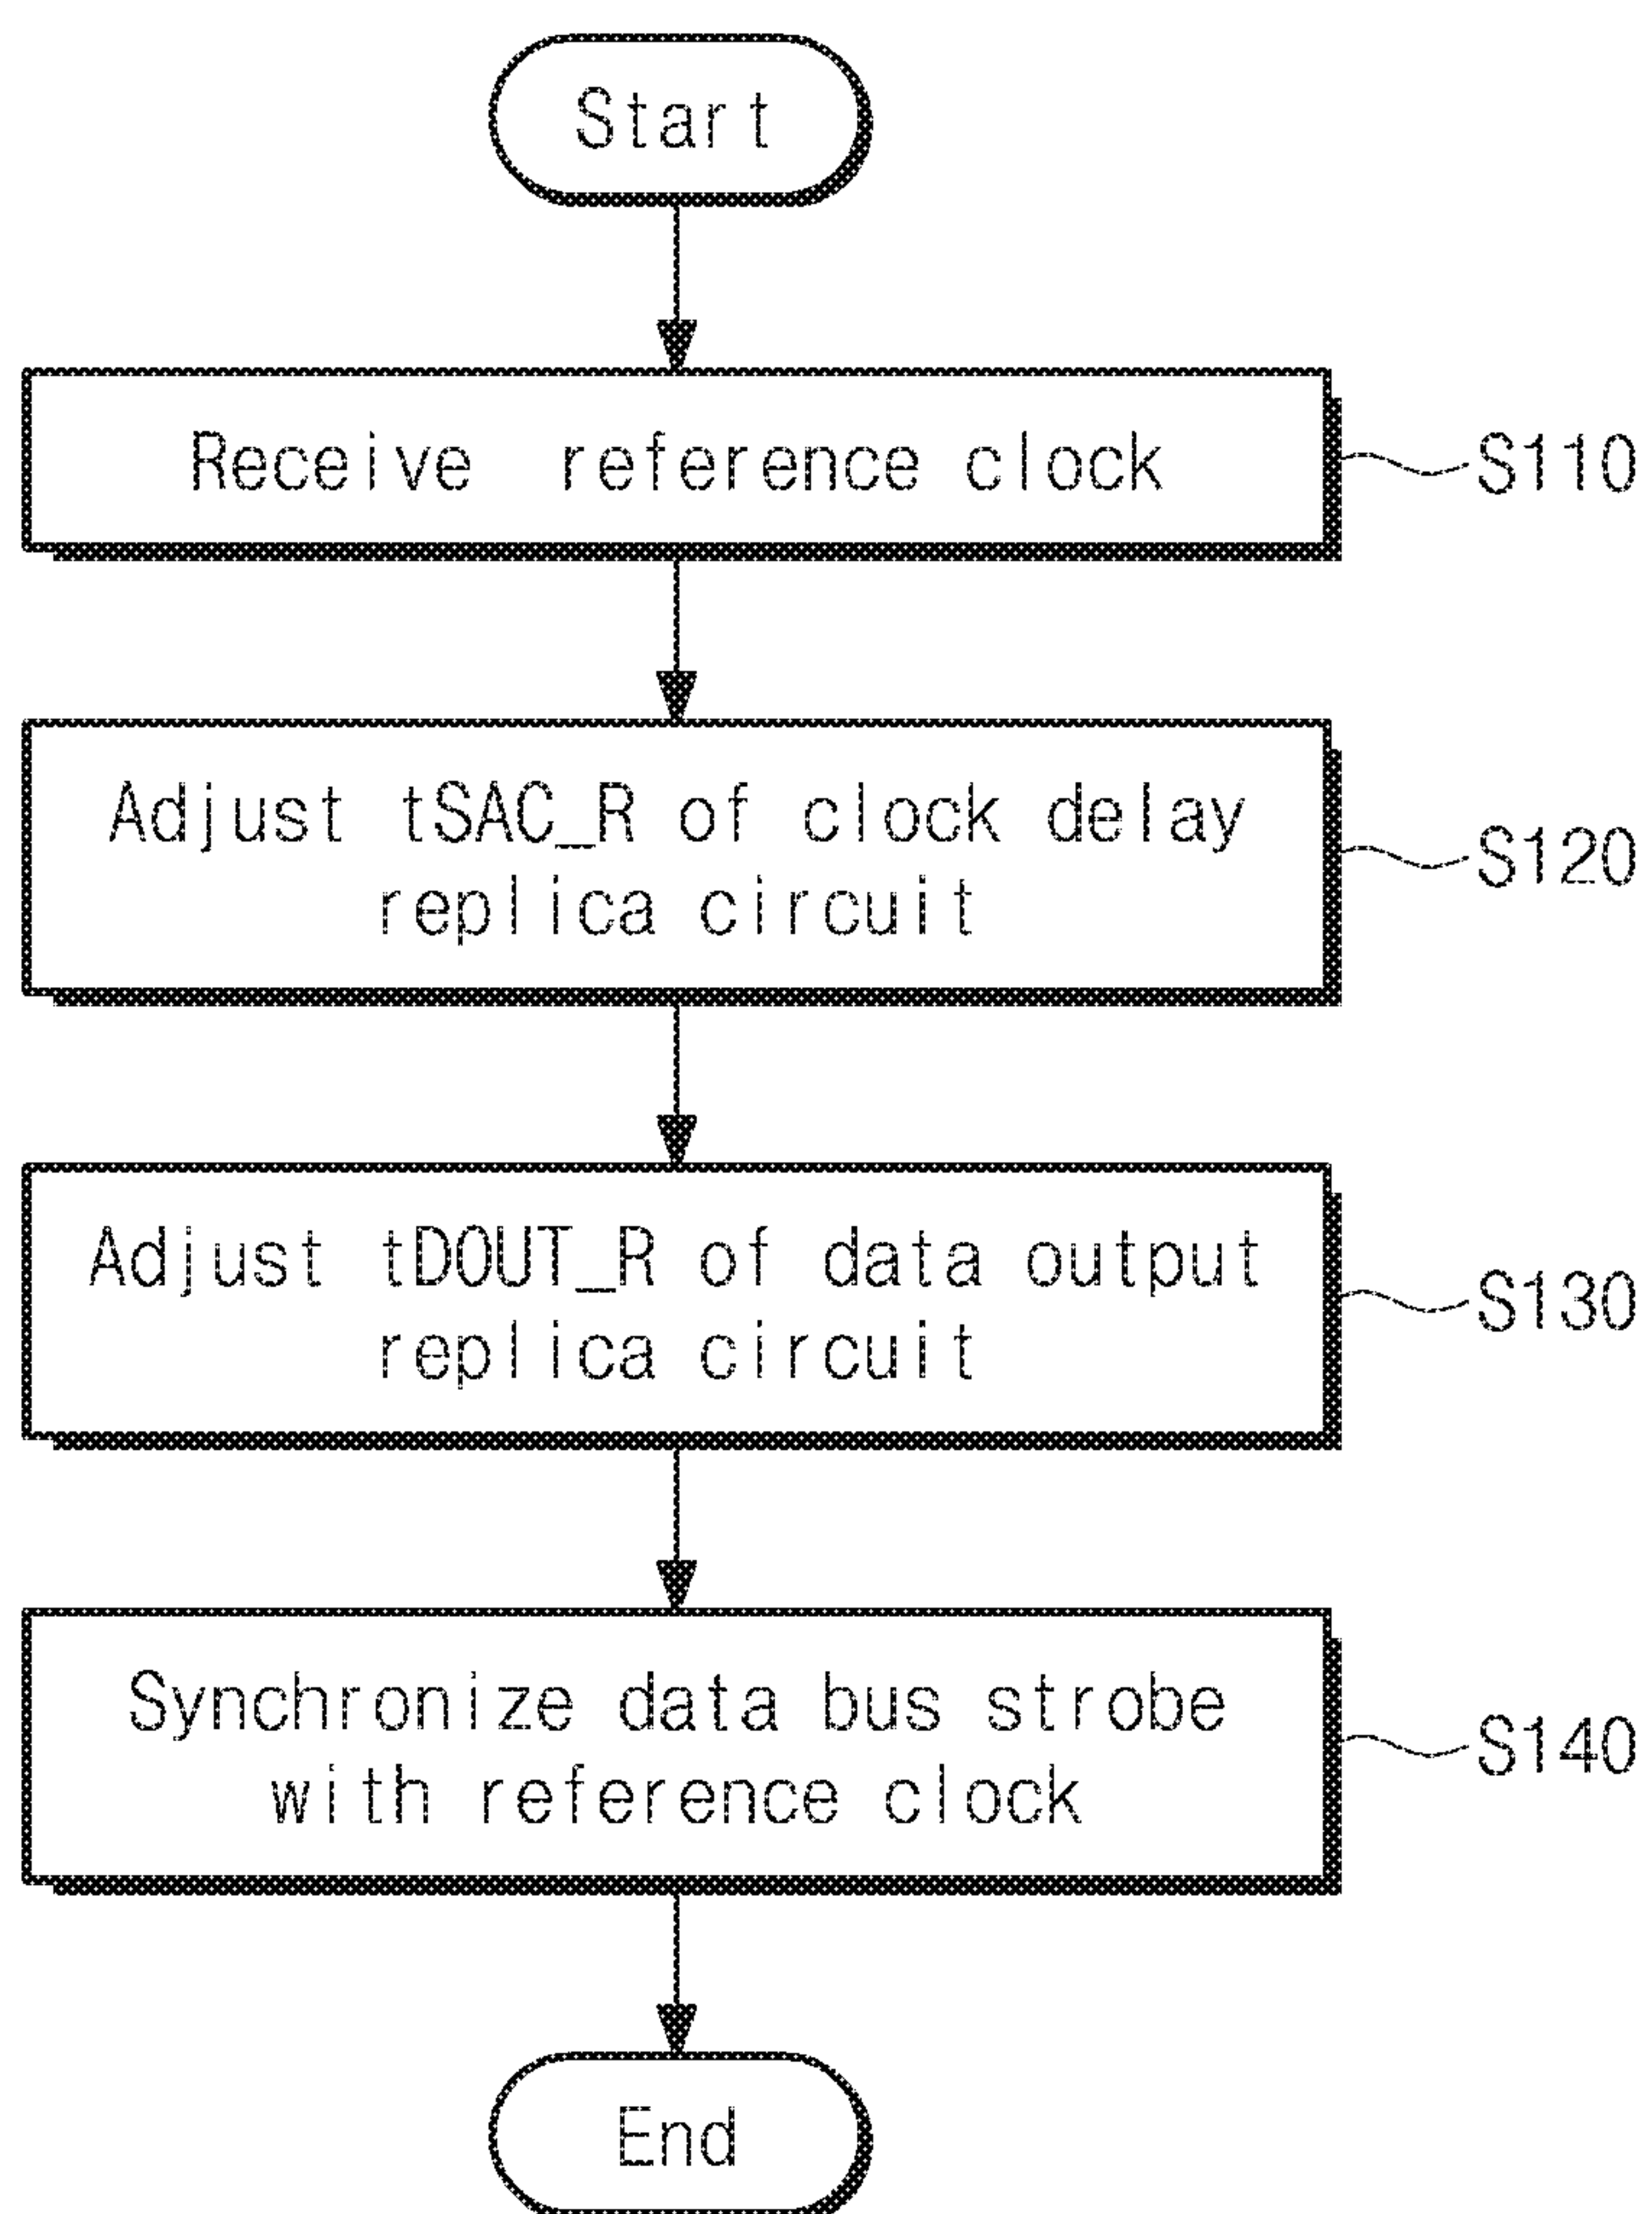 Start
Receive reference clock
S110
Adjust tSAC_R of clock delay
replica circuit
S120
Adjust tDOUT_R of data output
replica circuit
S130
Synchronize data bus strobe
with reference clock
S140
End